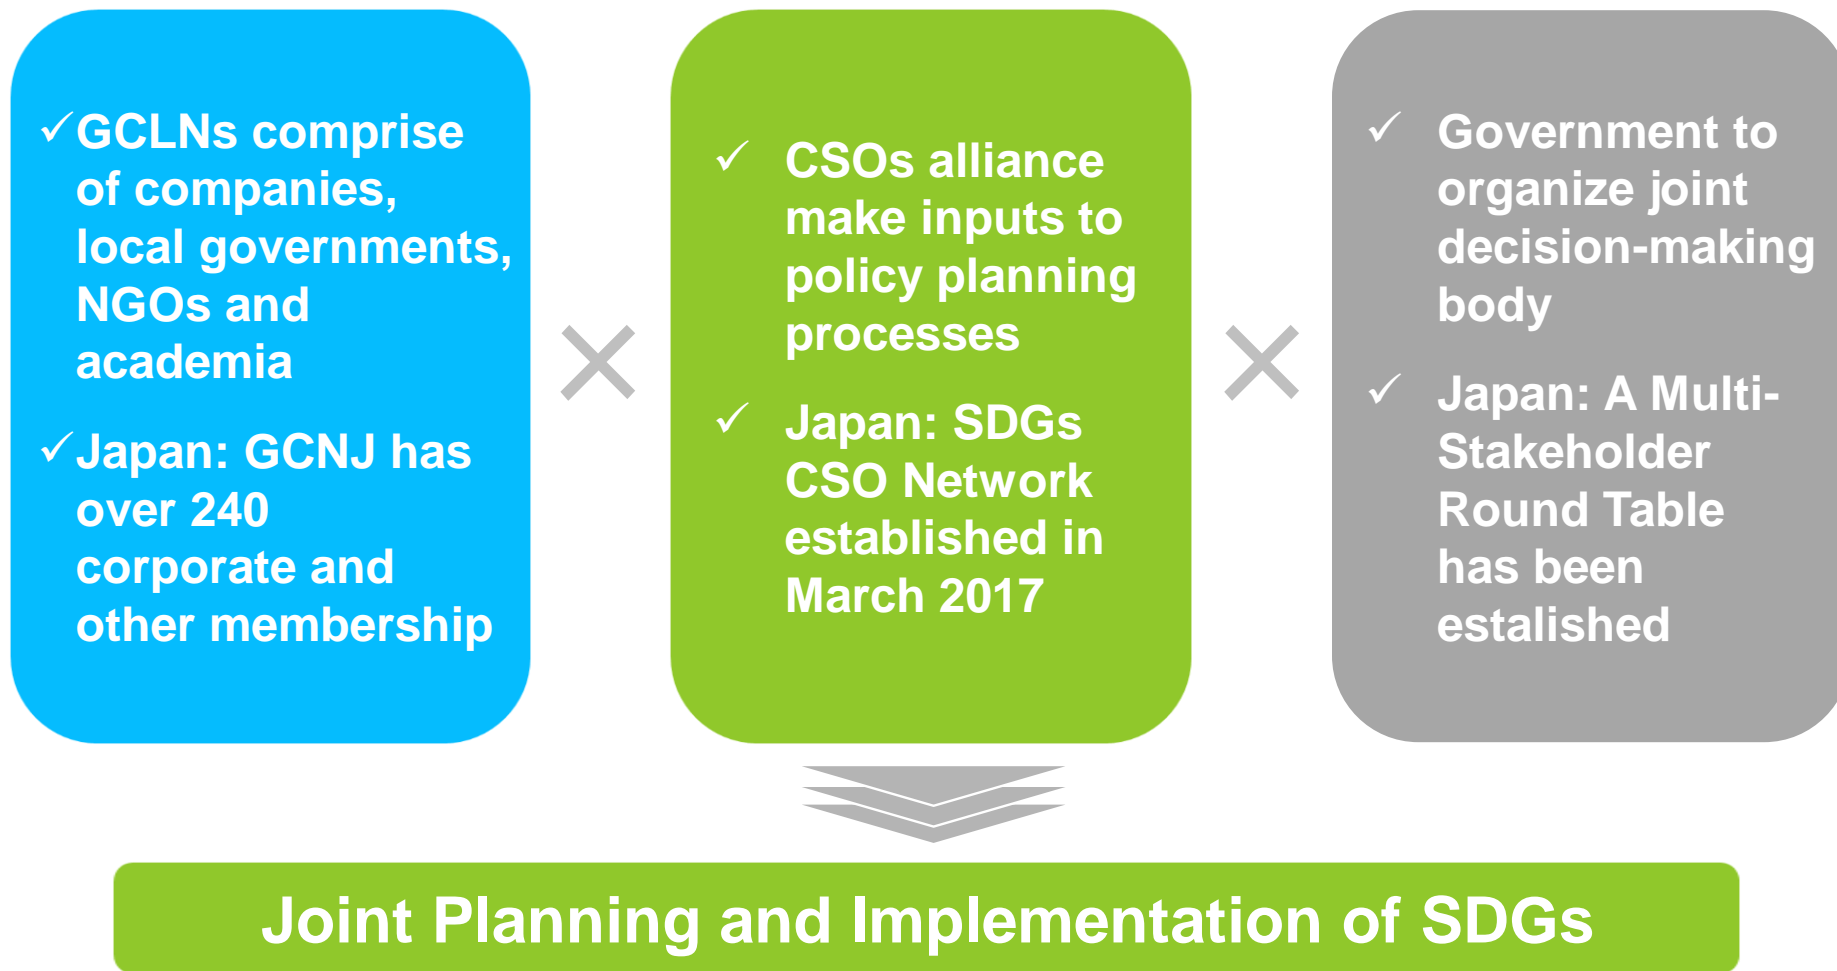 ✓GCLNs comprise
of companies,
local governments,
NGOs and
academia
✓Japan: GCNJ has
over 240
corporate and
other membership
✓ CSOs alliance
make inputs to
policy planning
processes
✓ Japan: SDGs
CSO Network
established in
March 2017
✓ Government to
organize joint
decision-making
body
✓ Japan: A Multi-
Stakeholder
Round Table
has been
estalished
Joint Planning and Implementation of SDGs